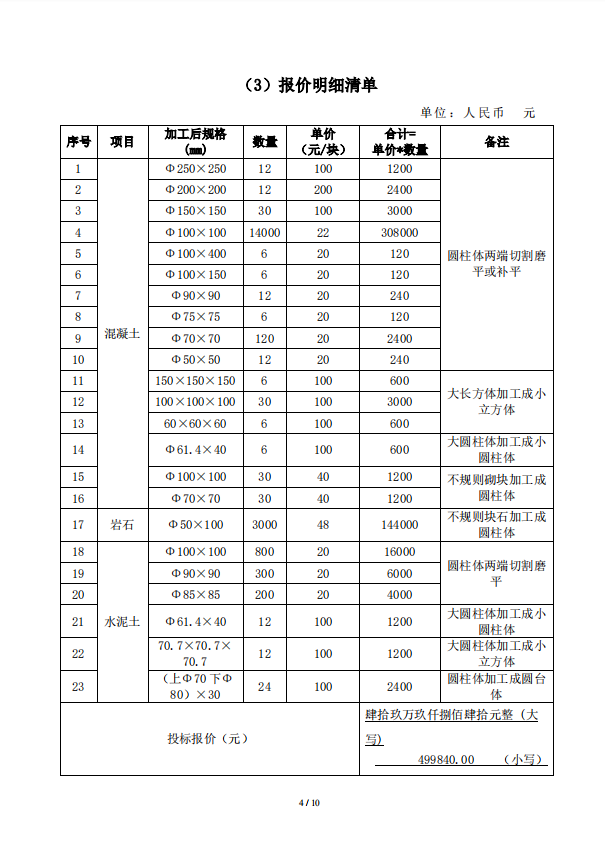 （3）报价明细清单
单位：人民币 元
序号 项目 加工后规格(mm) 数量 单价（元/块） 合计=单价*数量 备注
1 混凝土 Φ250×250 12 100 1200 圆柱体两端切割磨平或补平
2 Φ200×200 12 200 2400
3 Φ150×150 30 100 3000
4 Φ100×100 14000 22 308000
5 Φ100×400 6 20 120
6 Φ100×150 6 20 120
7 Φ90×90 12 20 240
8 Φ75×75 6 20 120
9 Φ70×70 120 20 2400
10 Φ50×50 12 20 240
11 150×150×150 6 100 600 大长方体加工成小立方体
12 100×100×100 30 100 3000
13 60×60×60 6 100 600
14 Φ61.4×40 6 100 600 大圆柱体加工成小圆柱体
15 Φ100×100 30 40 1200 不规则砌块加工成圆柱体
16 Φ70×70 30 40 1200
17 岩石 Φ50×100 3000 48 144000 不规则块石加工成圆柱体
18 水泥土 Φ100×100 800 20 16000 圆柱体两端切割磨平
19 Φ90×90 300 20 6000
20 Φ85×85 200 20 4000
21 Φ61.4×40 12 100 1200 大圆柱体加工成小圆柱体
22 70.7×70.7×70.7 12 100 1200 大圆柱体加工成小立方体
23 （上Φ70下Φ80）×30 24 100 2400 圆柱体加工成圆台体
投标报价（元） 肆拾玖万玖仟捌佰肆拾元整 (大写)
499840.00 （小写）
4 / 10